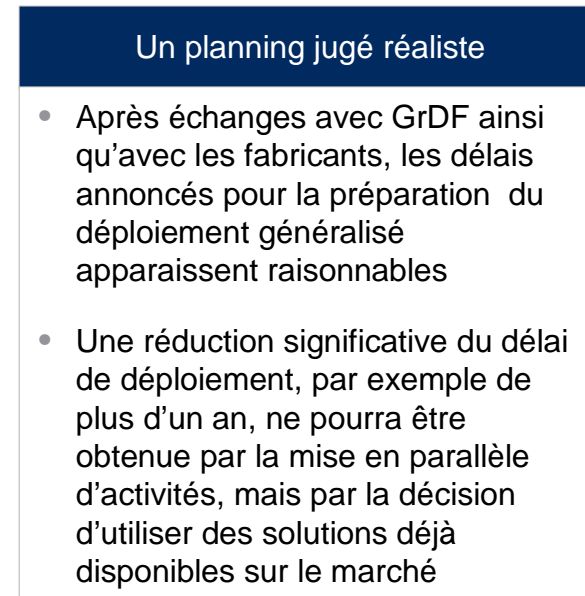 Un planning jugé réaliste
• Après échanges avec GrDF ainsi
qu’avec les fabricants, les délais
annoncés pour la préparation  du
déploiement généralisé
apparaissent raisonnables
• Une réduction significative du délai
de déploiement, par exemple de
plus d’un an, ne pourra être
obtenue par la mise en parallèle
d’activités, mais par la décision
d’utiliser des solutions déjà
disponibles sur le marché